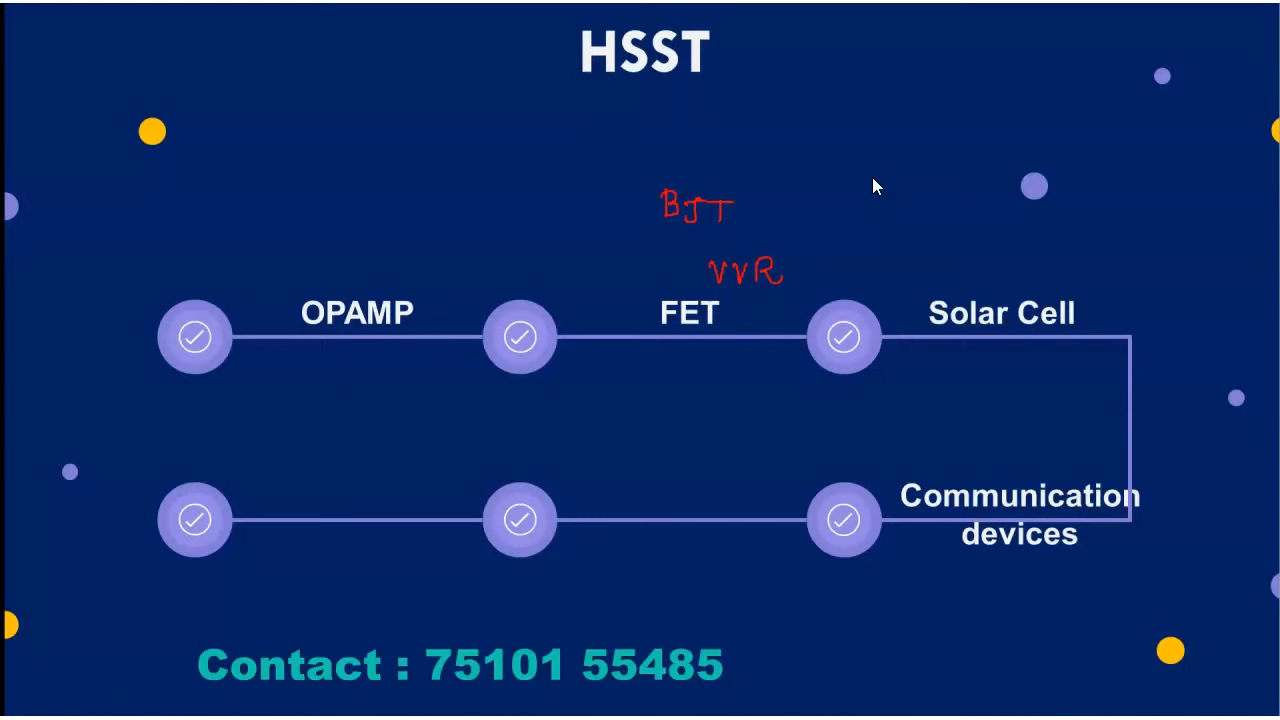 HSST
BJT
VVR
OPAMP
FET
Solar Cell
Communication
devices
Contact : 75101 55485